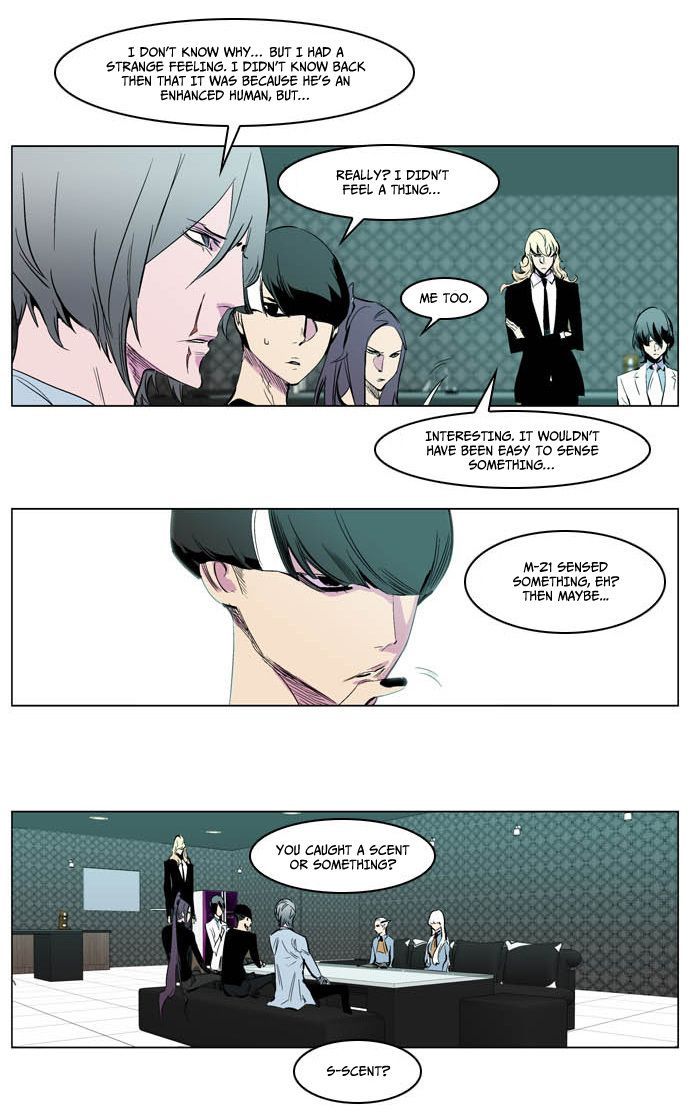 I DON'T KNOW WHY... BUT I HAD A
STRANGE FEELING. I DIDN'T KNOW BACK
THEN THAT IT WAS BECAUSE HE'S AN
ENHANCED HUMAN, BUT...
REALLY? I DIDN'T
FEEL A THING...
ME TOO.
INTERESTING. IT WOULDN'T
HAVE BEEN EASY TO SENSE
SOMETHING...
M-21 SENSED
SOMETHING, EH?
THEN MAYBE...
YOU CAUGHT A SCENT
OR SOMETHING?
S-SCENT?